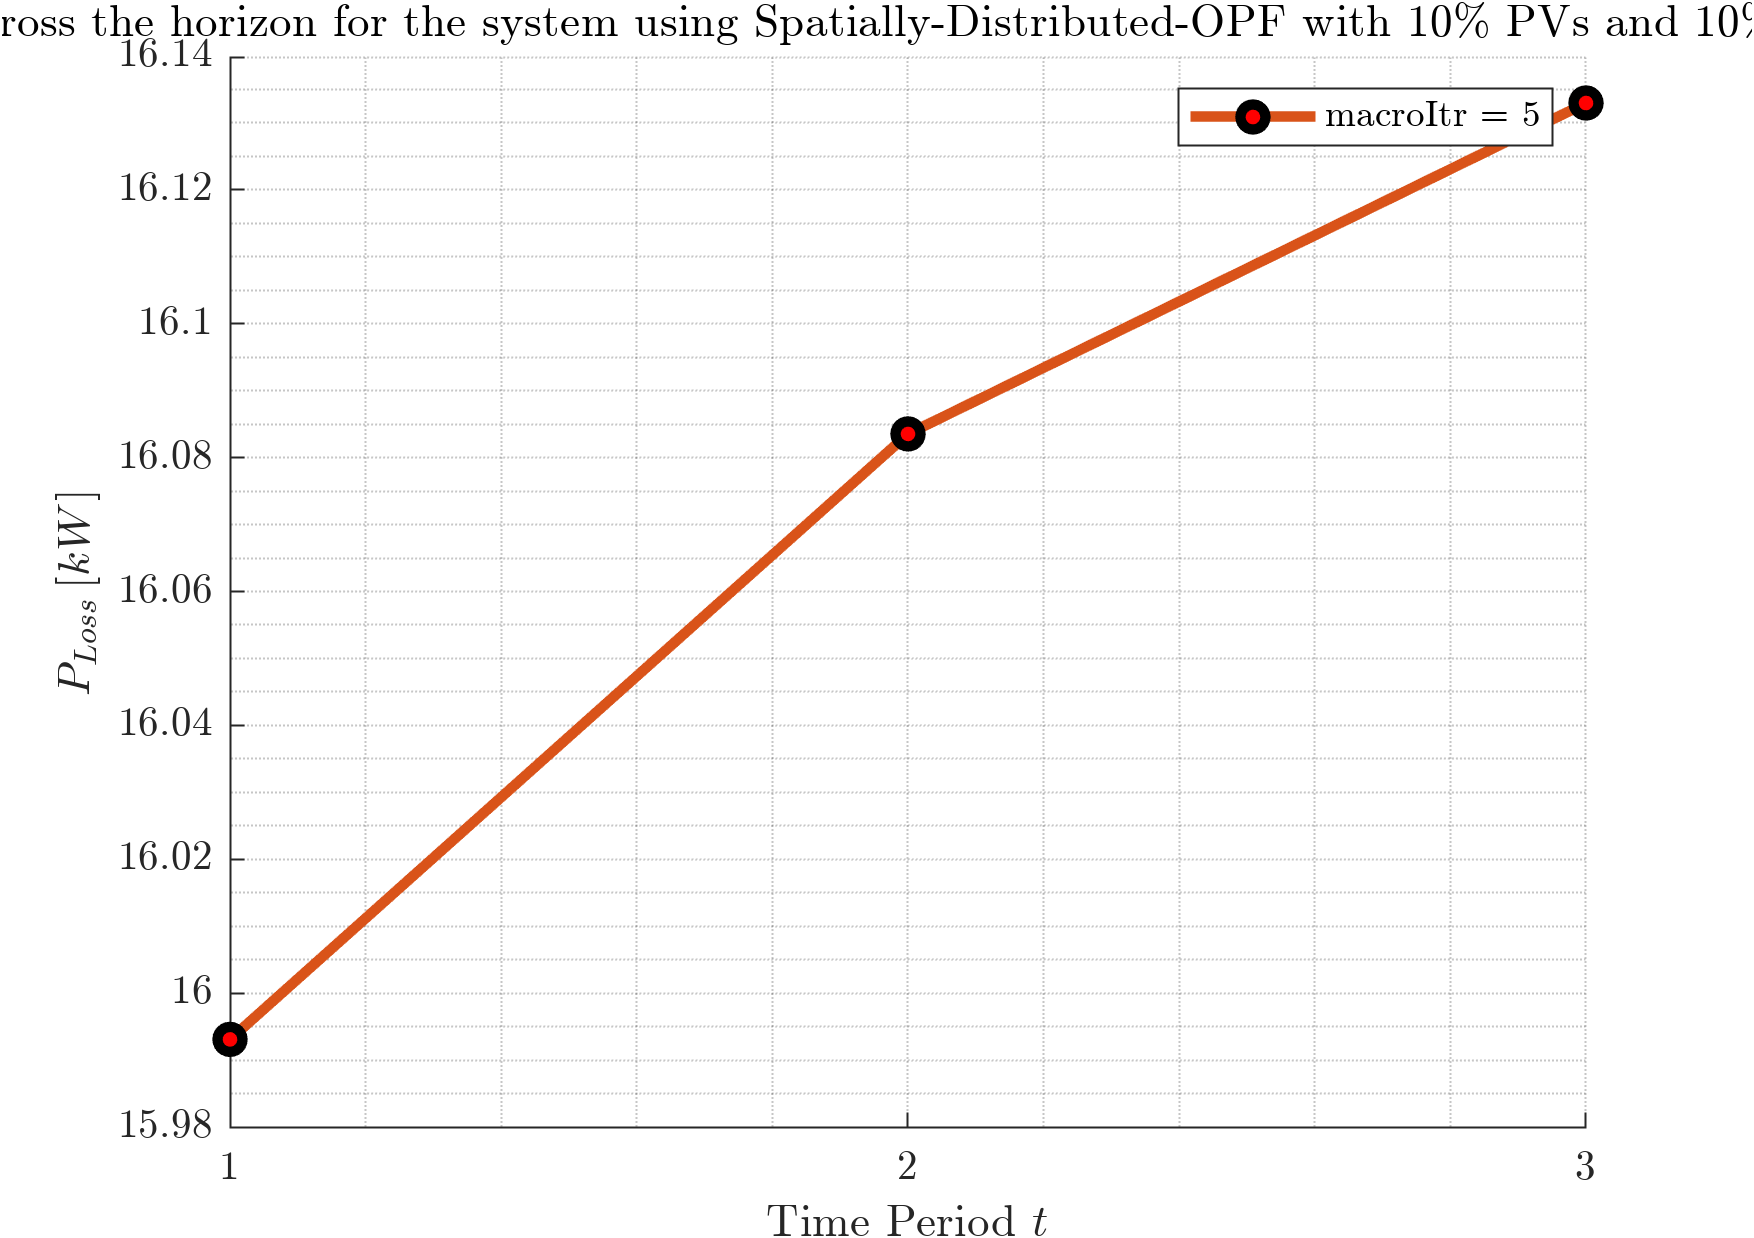 ross the horizon for the system using Spatially-Distributed-OPF with 10% PVs and 10%
16.14
macroItr = 5
16.12
16.1
16.08
16.06
16.04
16.02
16
15.98
P_{Loss} [kW]
1 2 3
Time Period t